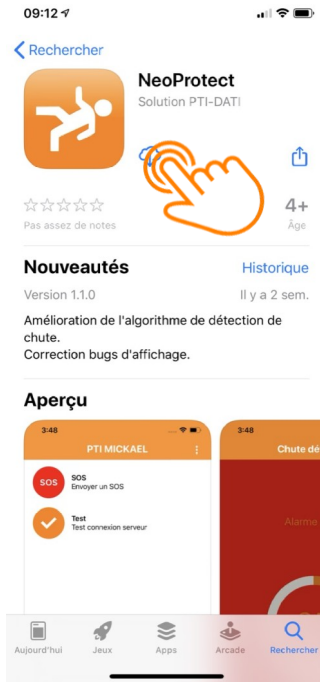 09:12
Rechercher
NeoProtect
Solution PTI-DATI
Pas assez de notes
4+
Âge
Nouveautés
Historique
Version 1.1.0
Il y a 2 sem.
Amélioration de l'algorithme de détection de
chute.
Correction bugs d'affichage.
Aperçu
3:48
PTI MICKAEL
SOS
SOS
Envoyer un SOS
Test
Test connexion serveur
3:48
Chute dé
Alarme
Aujourd'hui
Jeux
Apps
Arcade
Rechercher